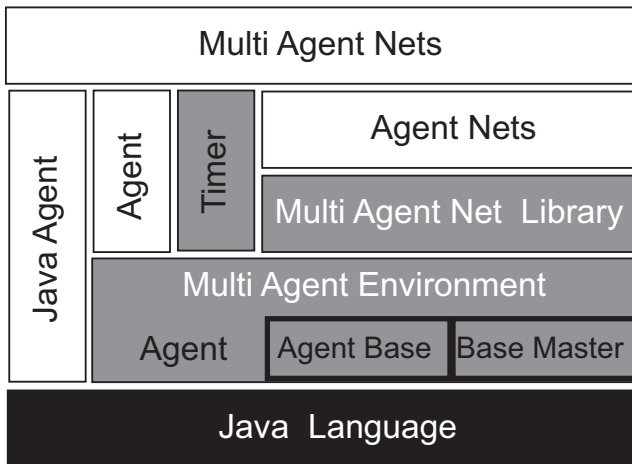 Multi Agent Nets
Java Agent
Agent
Timer
Agent Nets
Multi Agent Net Library
Multi Agent Environment
Agent
Agent Base
Base Master
Java Language